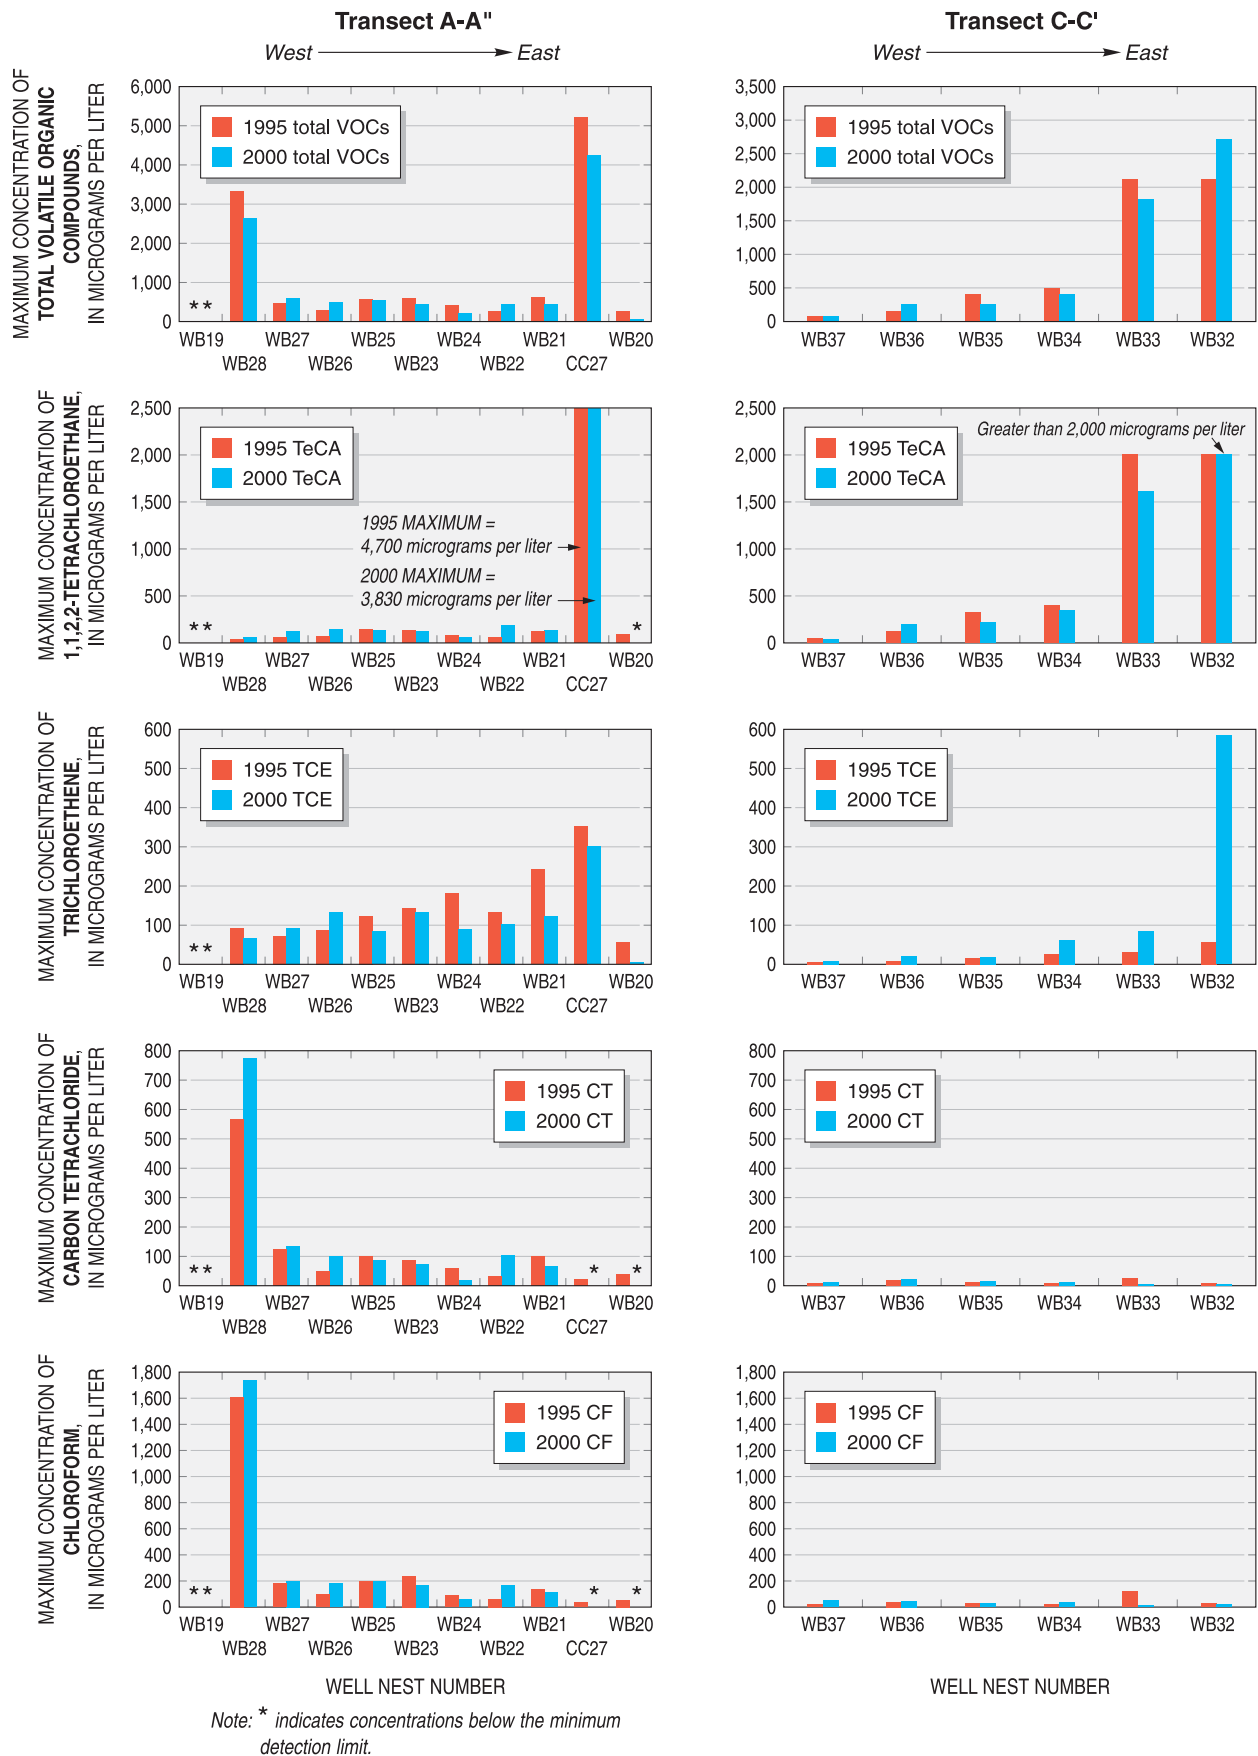 Transect A-A"
West East
MAXIMUM CONCENTRATION OF
TOTAL VOLATILE ORGANIC
COMPOUNDS,
IN MICROGRAMS PER LITER
6,000
5,000
4,000
3,000
2,000
1,000
0
1995 total VOCs
2000 total VOCs
* *
WB19 WB27 WB25 WB24 WB21 WB20
WB28 WB26 WB23 WB22 CC27
Transect C-C'
West East
3,500
3,000
2,500
2,000
1,500
1,000
500
0
1995 total VOCs
2000 total VOCs
WB37 WB36 WB35 WB34 WB33 WB32
MAXIMUM CONCENTRATION OF
1,1,2,2-TETRACHLOROETHANE,
IN MICROGRAMS PER LITER
2,500
2,000
1,500
1,000
500
0
1995 TeCA
2000 TeCA
1995 MAXIMUM =
4,700 micrograms per liter
2000 MAXIMUM =
3,830 micrograms per liter
* * *
WB19 WB27 WB25 WB24 WB21 WB20
WB28 WB26 WB23 WB22 CC27
2,500
2,000
1,500
1,000
500
0
1995 TeCA
2000 TeCA
Greater than 2,000 micrograms per liter
WB37 WB36 WB35 WB34 WB33 WB32
MAXIMUM CONCENTRATION OF
TRICHLOROETHENE,
IN MICROGRAMS PER LITER
600
500
400
300
200
100
0
1995 TCE
2000 TCE
* *
WB19 WB27 WB25 WB24 WB21 WB20
WB28 WB26 WB23 WB22 CC27
600
500
400
300
200
100
0
1995 TCE
2000 TCE
WB37 WB36 WB35 WB34 WB33 WB32
MAXIMUM CONCENTRATION OF
CARBON TETRACHLORIDE,
IN MICROGRAMS PER LITER
800
700
600
500
400
300
200
100
0
1995 CT
2000 CT
* * * *
WB19 WB27 WB25 WB24 WB21 WB20
WB28 WB26 WB23 WB22 CC27
800
700
600
500
400
300
200
100
0
1995 CT
2000 CT
WB37 WB36 WB35 WB34 WB33 WB32
MAXIMUM CONCENTRATION OF
CHLOROFORM,
IN MICROGRAMS PER LITER
1,800
1,600
1,400
1,200
1,000
800
600
400
200
0
1995 CF
2000 CF
* * * *
WB19 WB27 WB25 WB24 WB21 WB20
WB28 WB26 WB23 WB22 CC27
WELL NEST NUMBER
Note: * indicates concentrations below the minimum
detection limit.
1,800
1,600
1,400
1,200
1,000
800
600
400
200
0
1995 CF
2000 CF
WB37 WB36 WB35 WB34 WB33 WB32
WELL NEST NUMBER